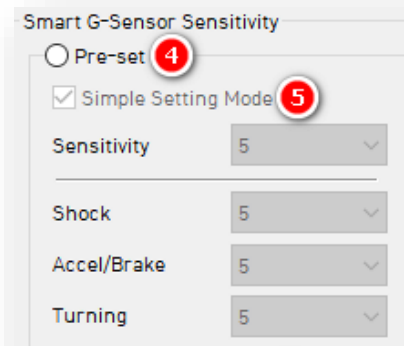 Smart G-Sensor Sensitivity
Pre-set 4
Simple Setting Mode 5
Sensitivity 5
Shock 5
Accel/Brake 5
Turning 5